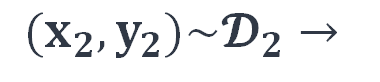 (x₂, y₂)~𝒟₂ →